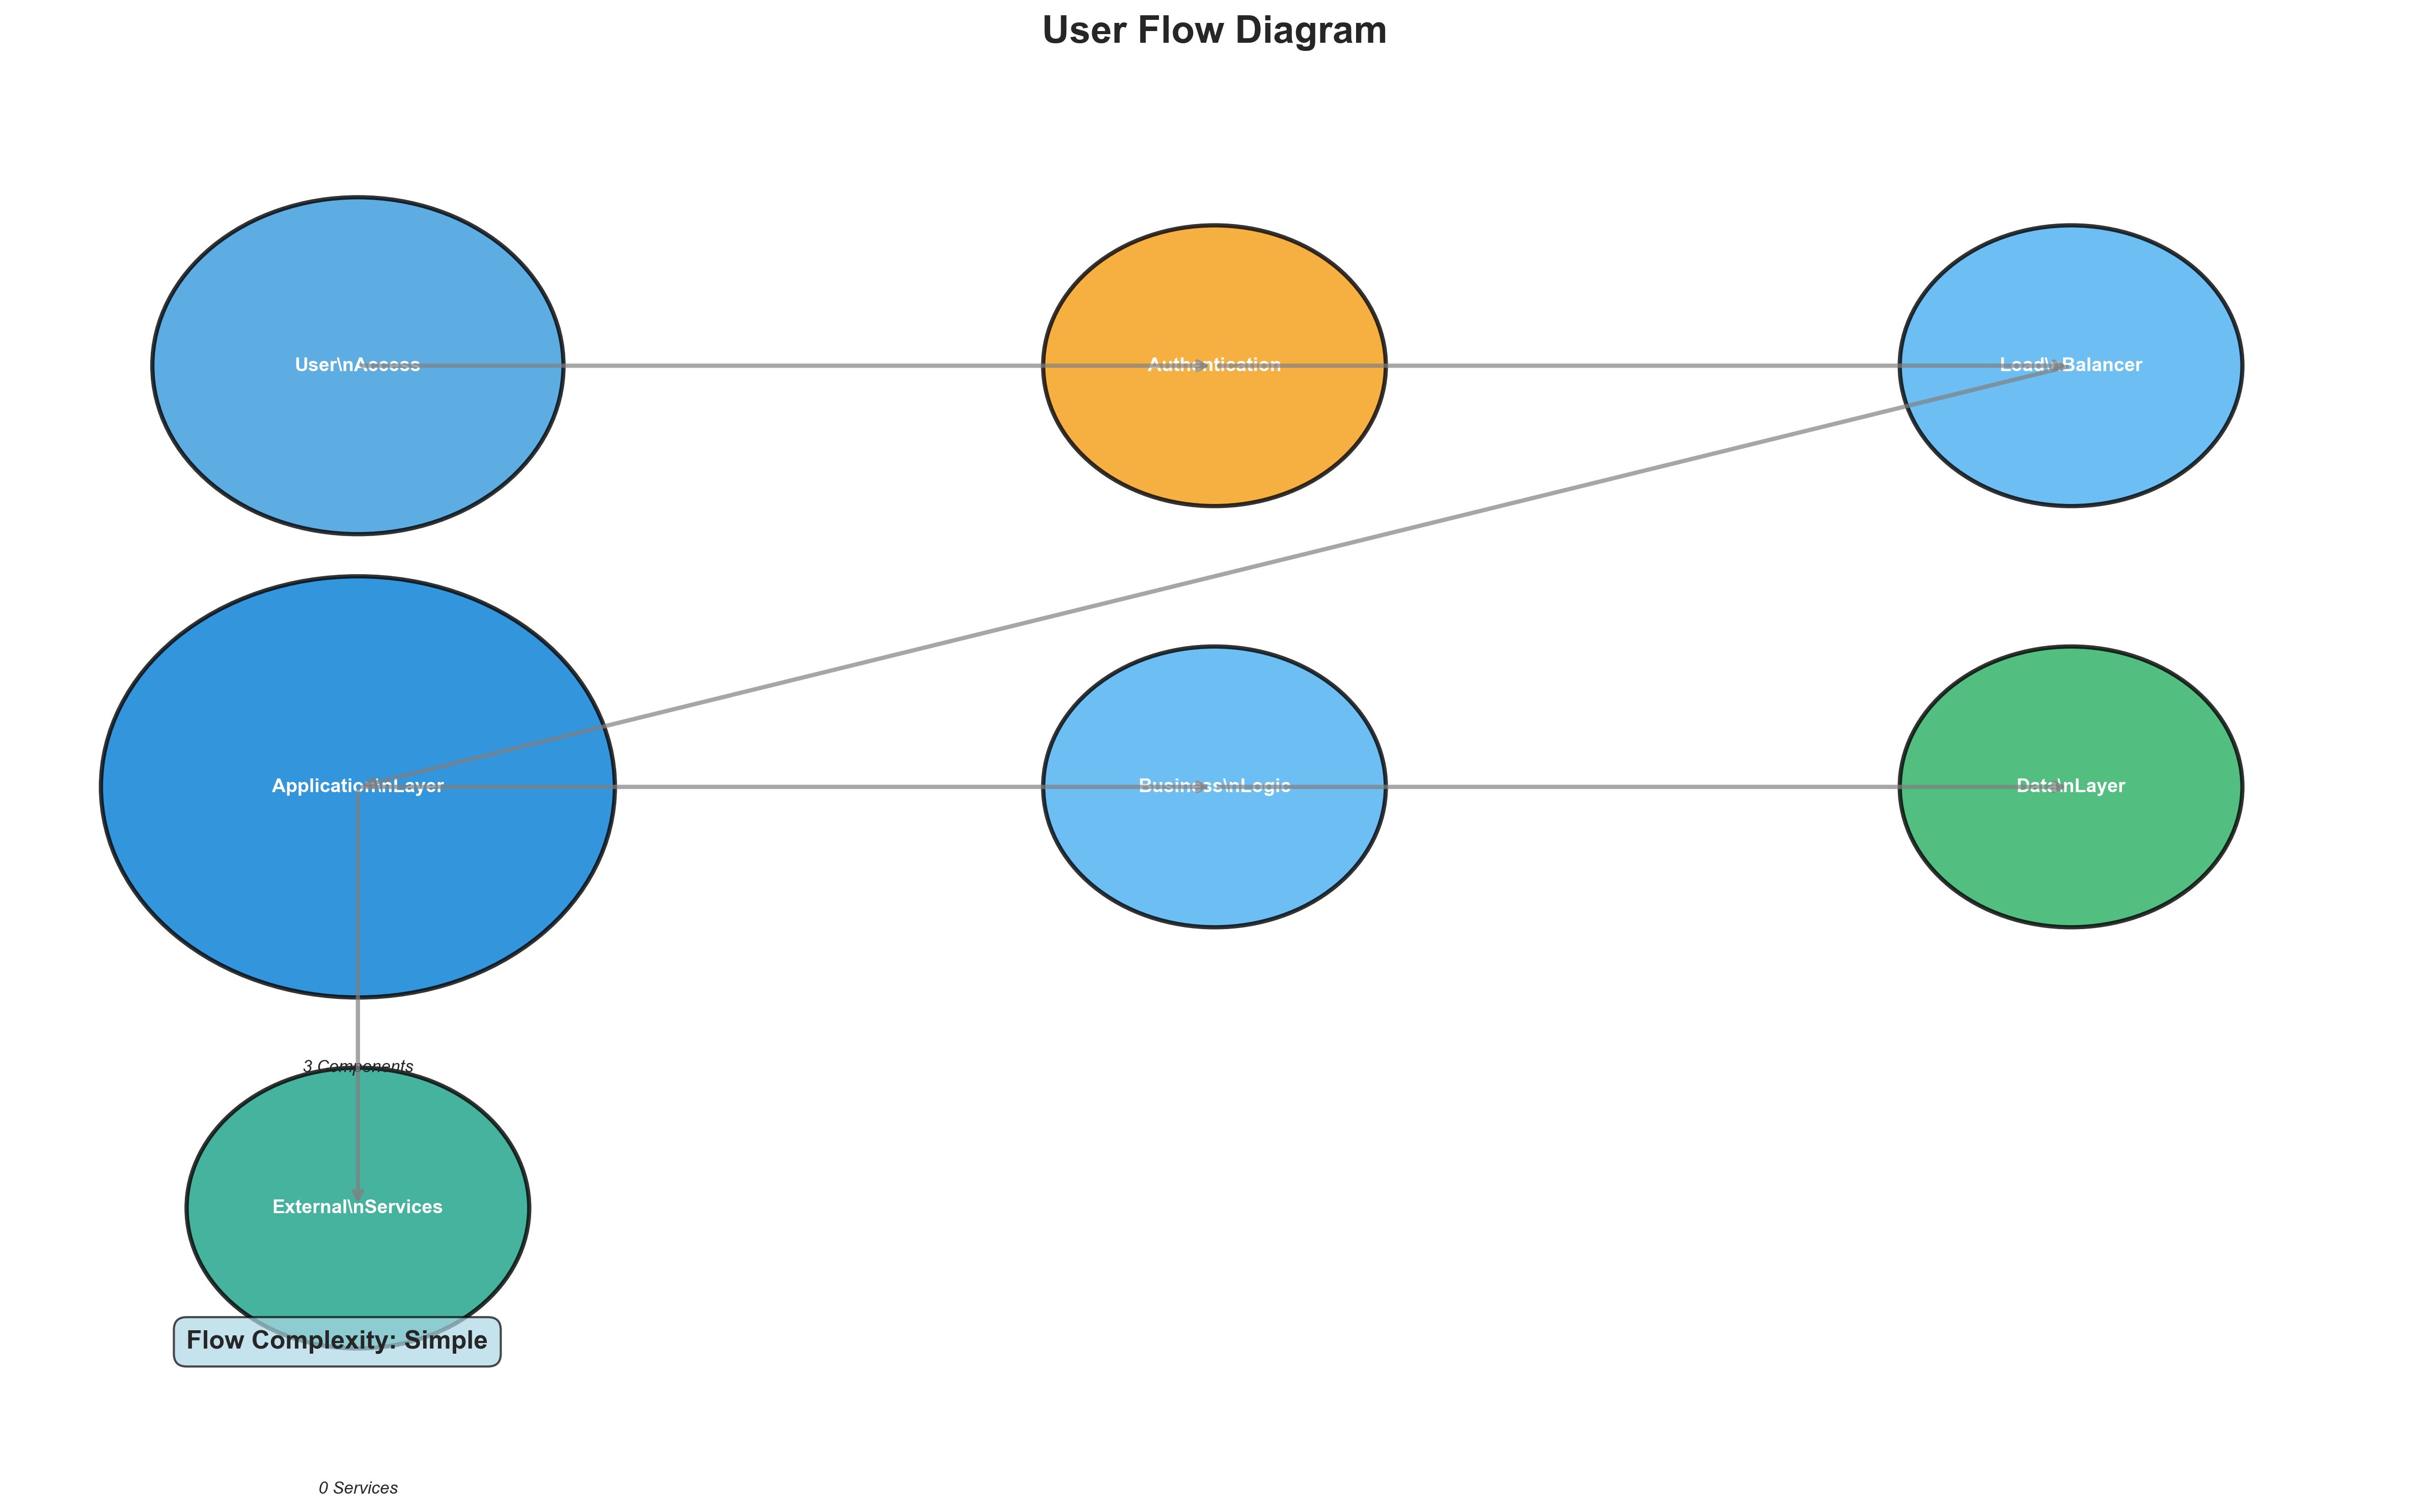 User Flow Diagram
User\nAccess
Authentication
Load\nBalancer
Application\nLayer
Business\nLogic
Data\nLayer
3 Components
External\nServices
Flow Complexity: Simple
0 Services